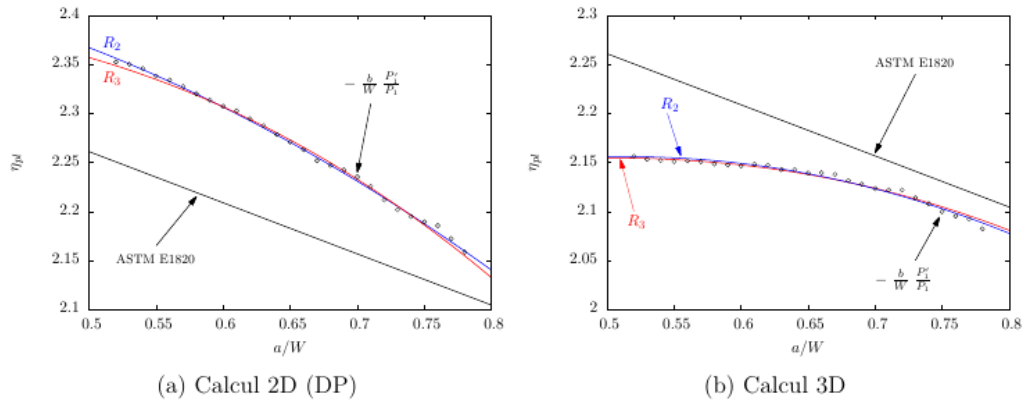 2.4
2.35
2.3
2.25
2.2
2.15
2.1
η_pl
R_2
R_3
− b/W P′_1/P_1
ASTM E1820
0.5 0.55 0.6 0.65 0.7 0.75 0.8
a/W
(a) Calcul 2D (DP)
2.3
2.25
2.2
2.15
2.1
2.05
2
η_pl
ASTM E1820
R_2
R_3
− b/W P′_1/P_1
0.5 0.55 0.6 0.65 0.7 0.75 0.8
a/W
(b) Calcul 3D